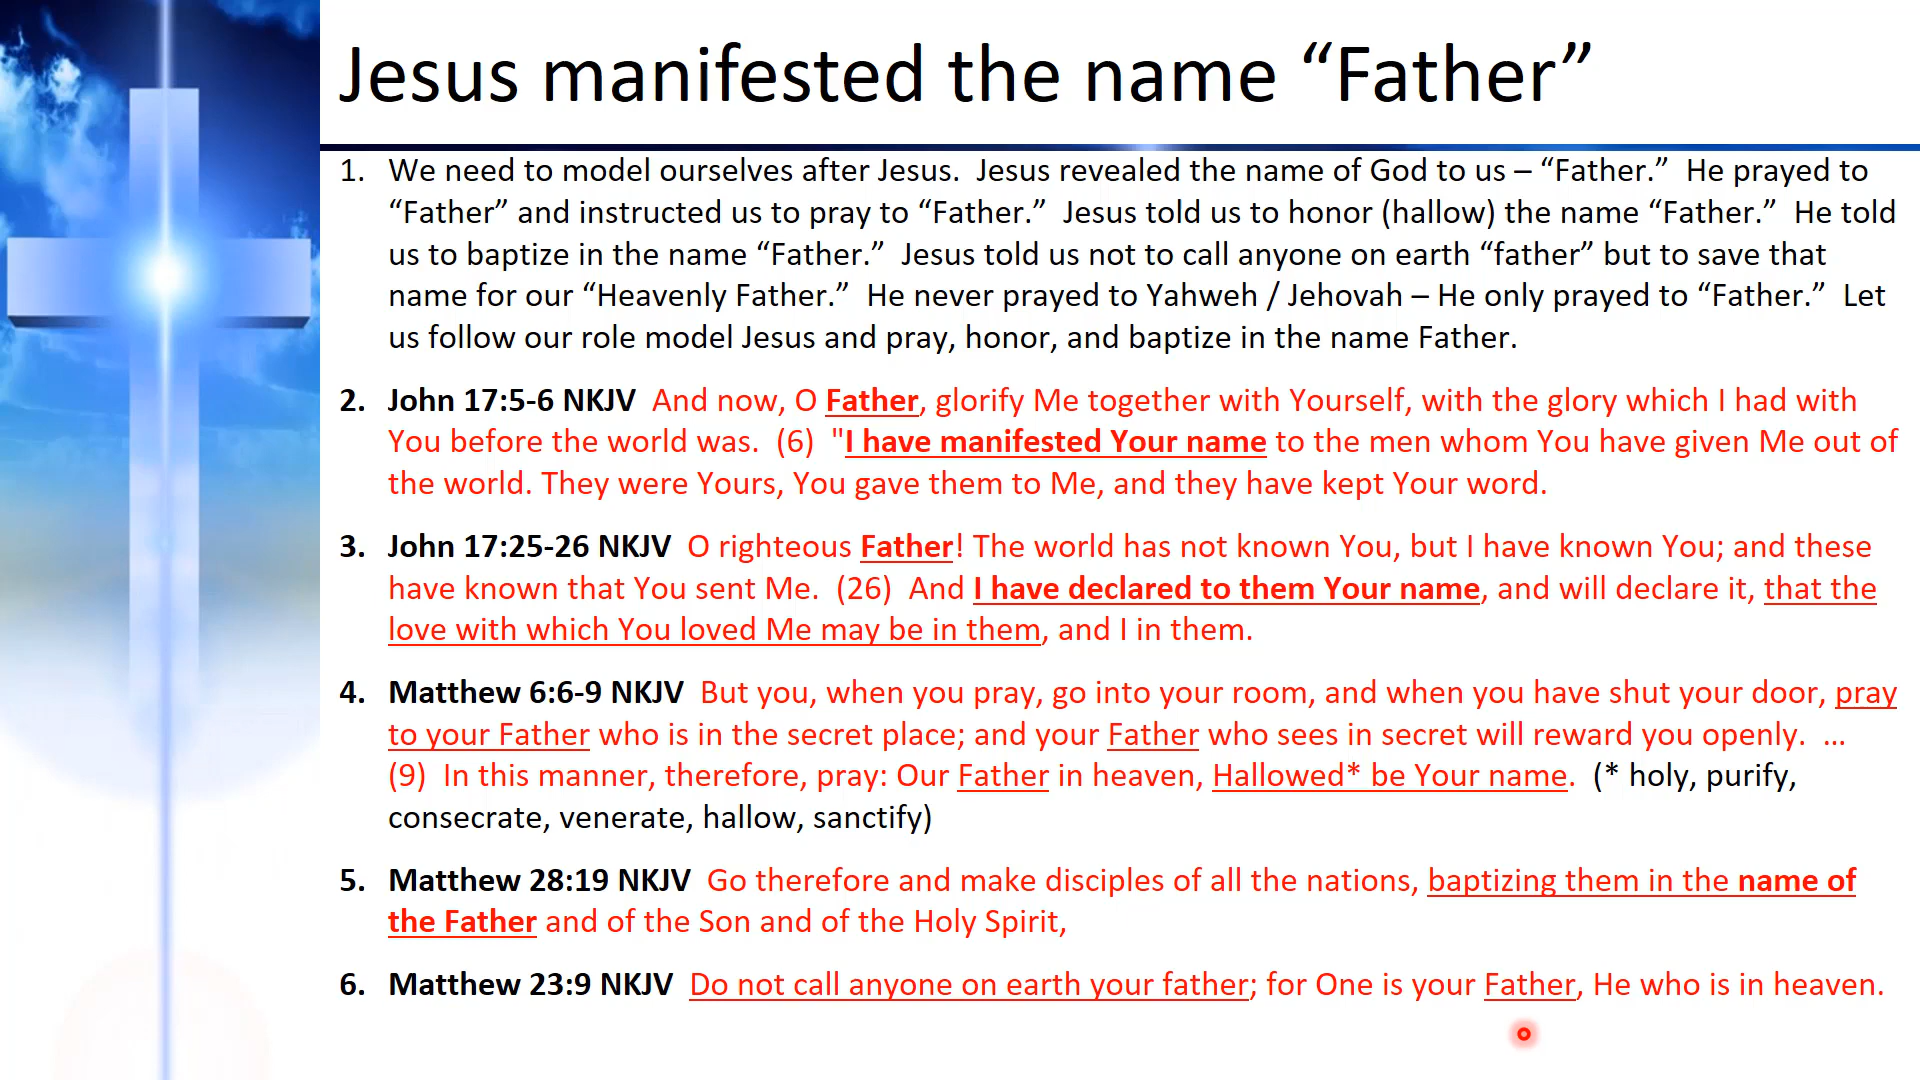 Jesus manifested the name “Father”
1. We need to model ourselves after Jesus.  Jesus revealed the name of God to us – “Father.”  He prayed to
“Father” and instructed us to pray to “Father.”  Jesus told us to honor (hallow) the name “Father.”  He told
us to baptize in the name “Father.”  Jesus told us not to call anyone on earth “father” but to save that
name for our “Heavenly Father.”  He never prayed to Yahweh / Jehovah – He only prayed to “Father.”  Let
us follow our role model Jesus and pray, honor, and baptize in the name Father.
2. John 17:5-6 NKJV  And now, O Father, glorify Me together with Yourself, with the glory which I had with
You before the world was.  (6)  "I have manifested Your name to the men whom You have given Me out of
the world. They were Yours, You gave them to Me, and they have kept Your word.
3. John 17:25-26 NKJV  O righteous Father! The world has not known You, but I have known You; and these
have known that You sent Me.  (26)  And I have declared to them Your name, and will declare it, that the
love with which You loved Me may be in them, and I in them.
4. Matthew 6:6-9 NKJV  But you, when you pray, go into your room, and when you have shut your door, pray
to your Father who is in the secret place; and your Father who sees in secret will reward you openly.  ...
(9)  In this manner, therefore, pray: Our Father in heaven, Hallowed* be Your name.  (* holy, purify,
consecrate, venerate, hallow, sanctify)
5. Matthew 28:19 NKJV  Go therefore and make disciples of all the nations, baptizing them in the name of
the Father and of the Son and of the Holy Spirit,
6. Matthew 23:9 NKJV  Do not call anyone on earth your father; for One is your Father, He who is in heaven.